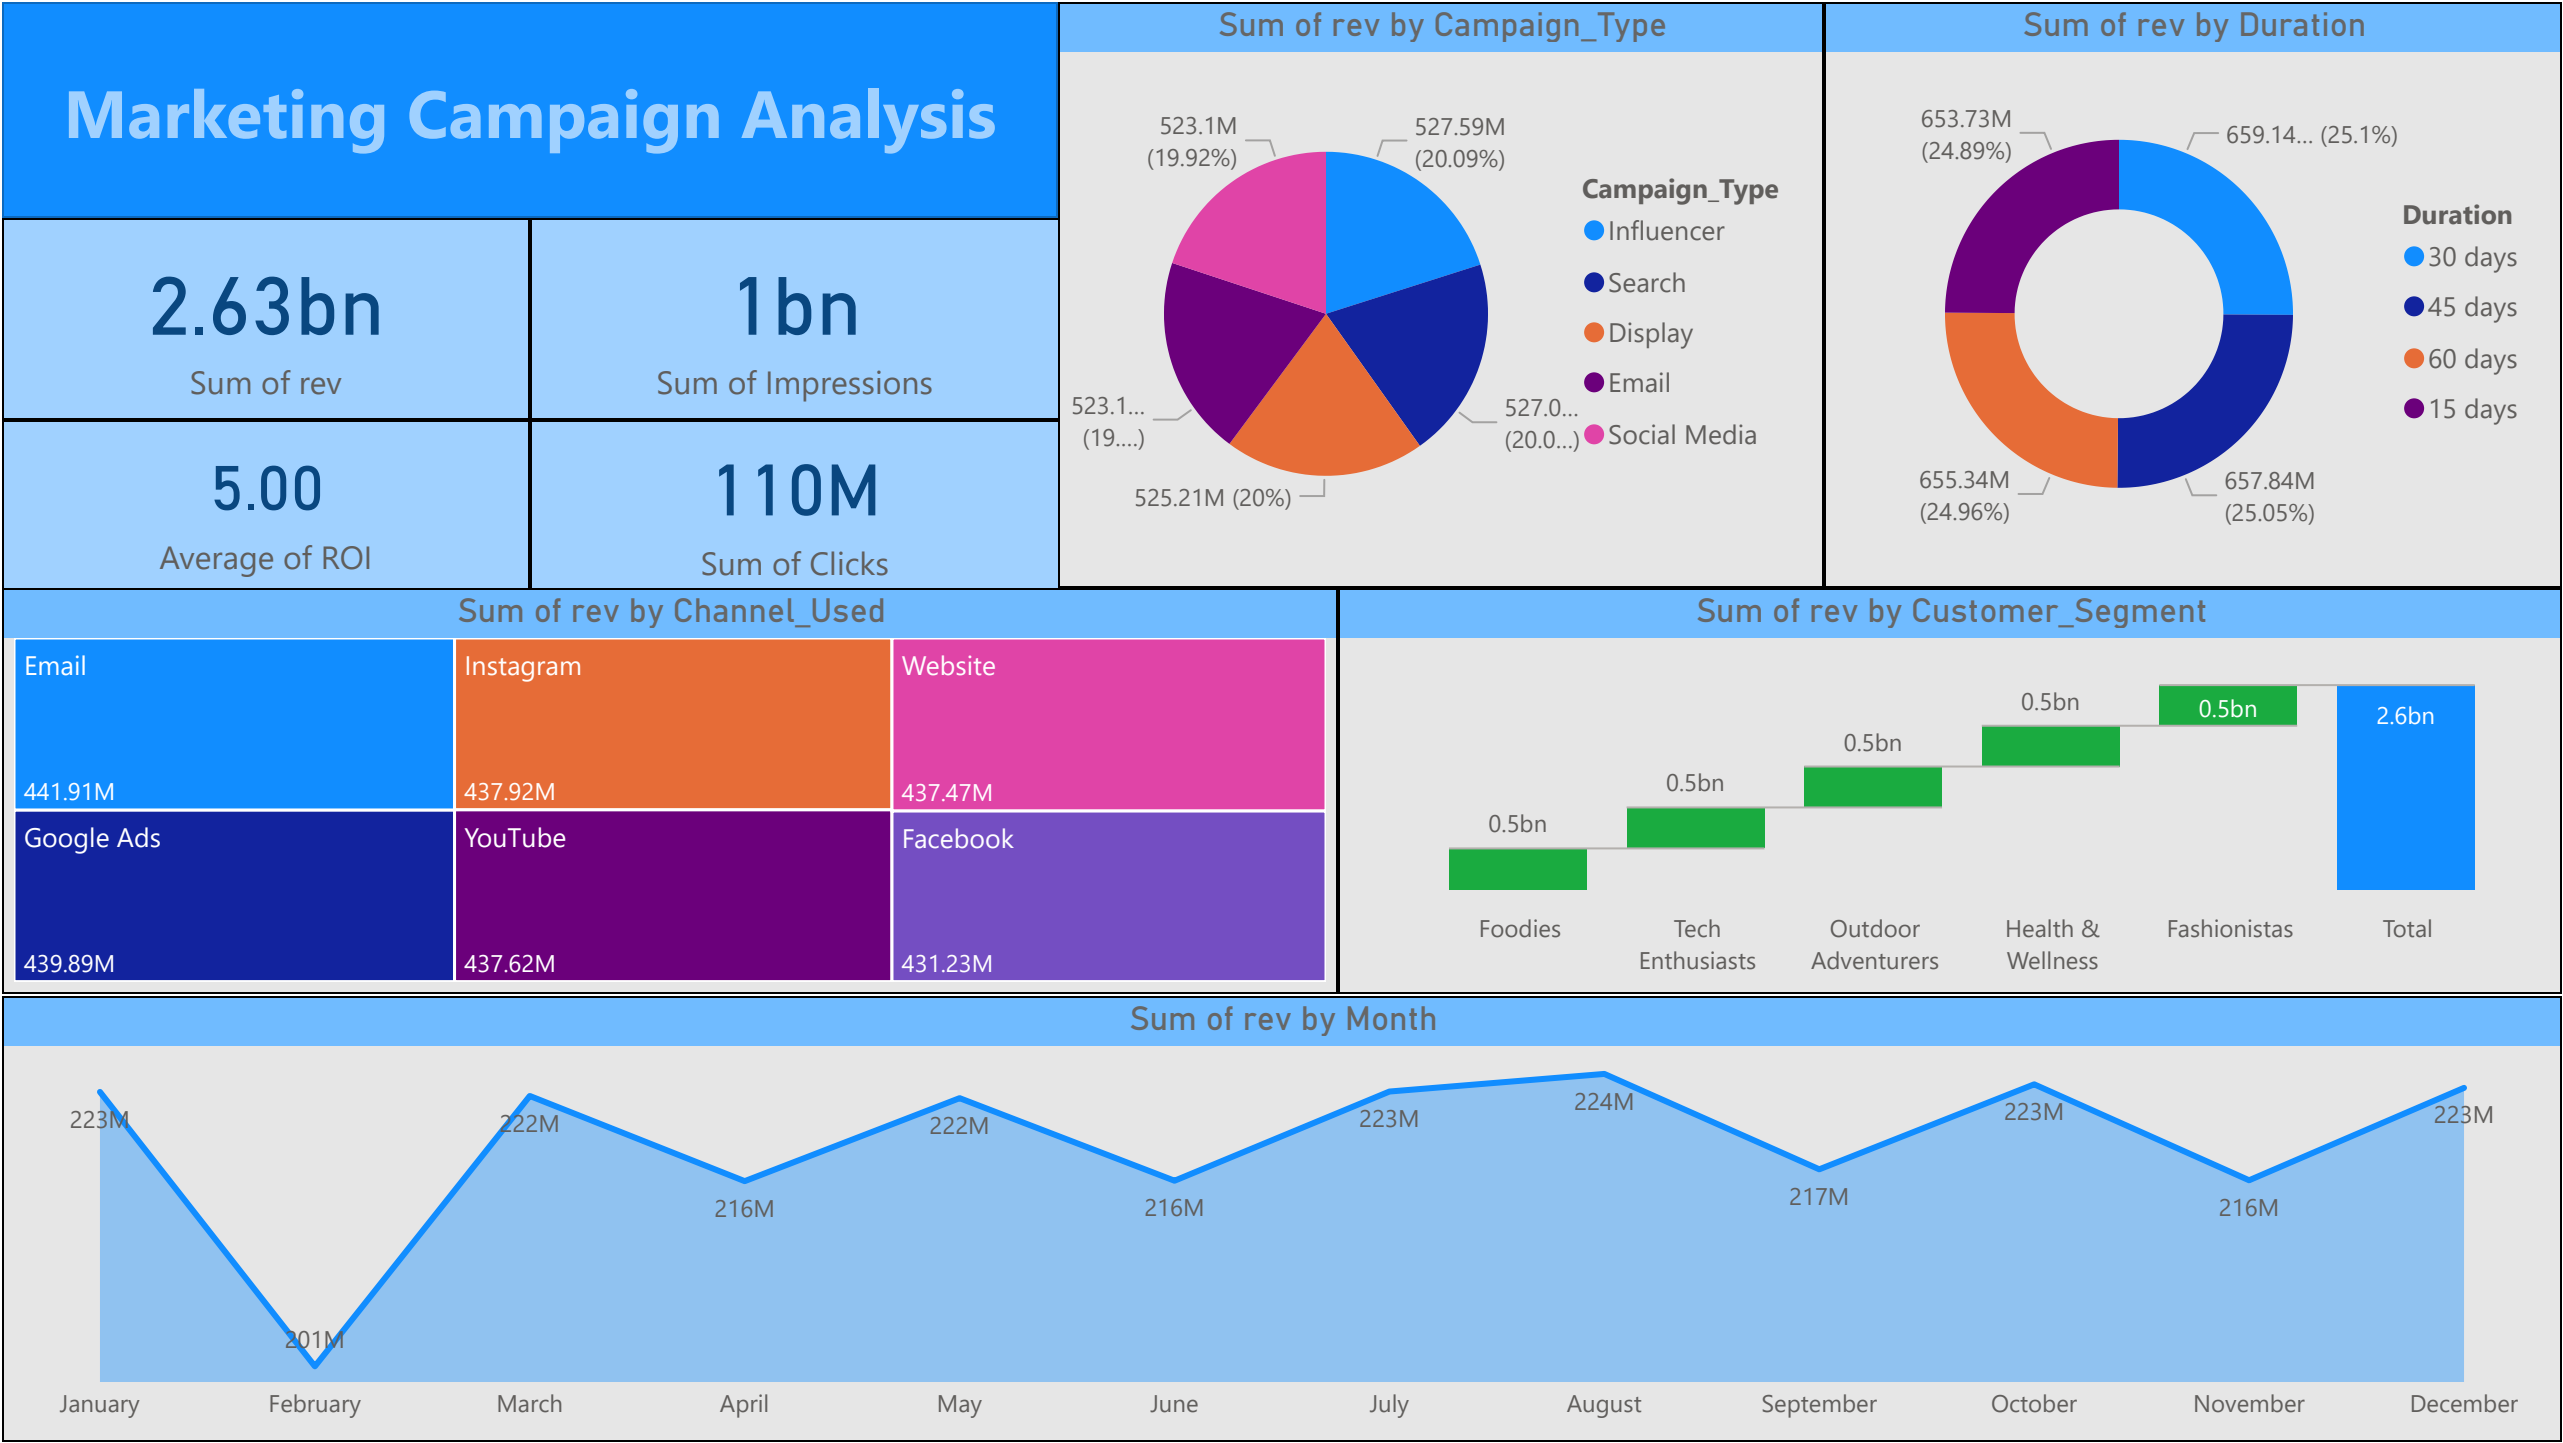 Marketing Campaign Analysis
2.63bn
Sum of rev
1bn
Sum of Impressions
5.00
Average of ROI
110M
Sum of Clicks
Sum of rev by Campaign_Type
523.1M
(19.92%)
527.59M
(20.09%)
523.1...
(19....)
527.0...
(20.0...)
525.21M (20%)
Campaign_Type
Influencer
Search
Display
Email
Social Media
Sum of rev by Duration
653.73M
(24.89%)
659.14... (25.1%)
655.34M
(24.96%)
657.84M
(25.05%)
Duration
30 days
45 days
60 days
15 days
Sum of rev by Channel_Used
Email
441.91M
Instagram
437.92M
Website
437.47M
Google Ads
439.89M
YouTube
437.62M
Facebook
431.23M
Sum of rev by Customer_Segment
0.5bn
0.5bn
0.5bn
0.5bn
0.5bn
2.6bn
Foodies
Tech
Enthusiasts
Outdoor
Adventurers
Health &
Wellness
Fashionistas
Total
Sum of rev by Month
223M
201M
222M
216M
222M
216M
223M
224M
217M
223M
216M
223M
January
February
March
April
May
June
July
August
September
October
November
December